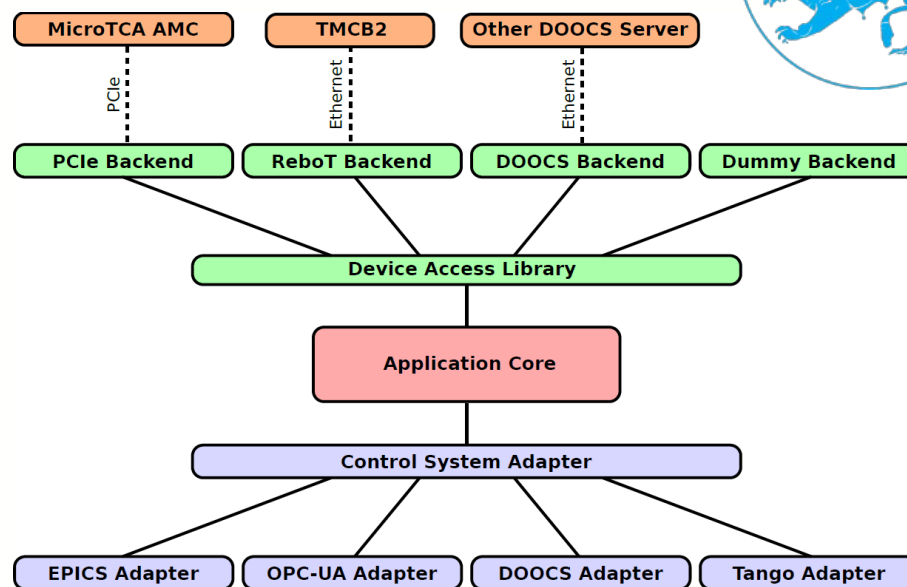 MicroTCA AMC
TMCB2
Other DOOCS Server
PCIe
Ethernet
Ethernet
PCIe Backend
ReboT Backend
DOOCS Backend
Dummy Backend
Device Access Library
Application Core
Control System Adapter
EPICS Adapter
OPC-UA Adapter
DOOCS Adapter
Tango Adapter